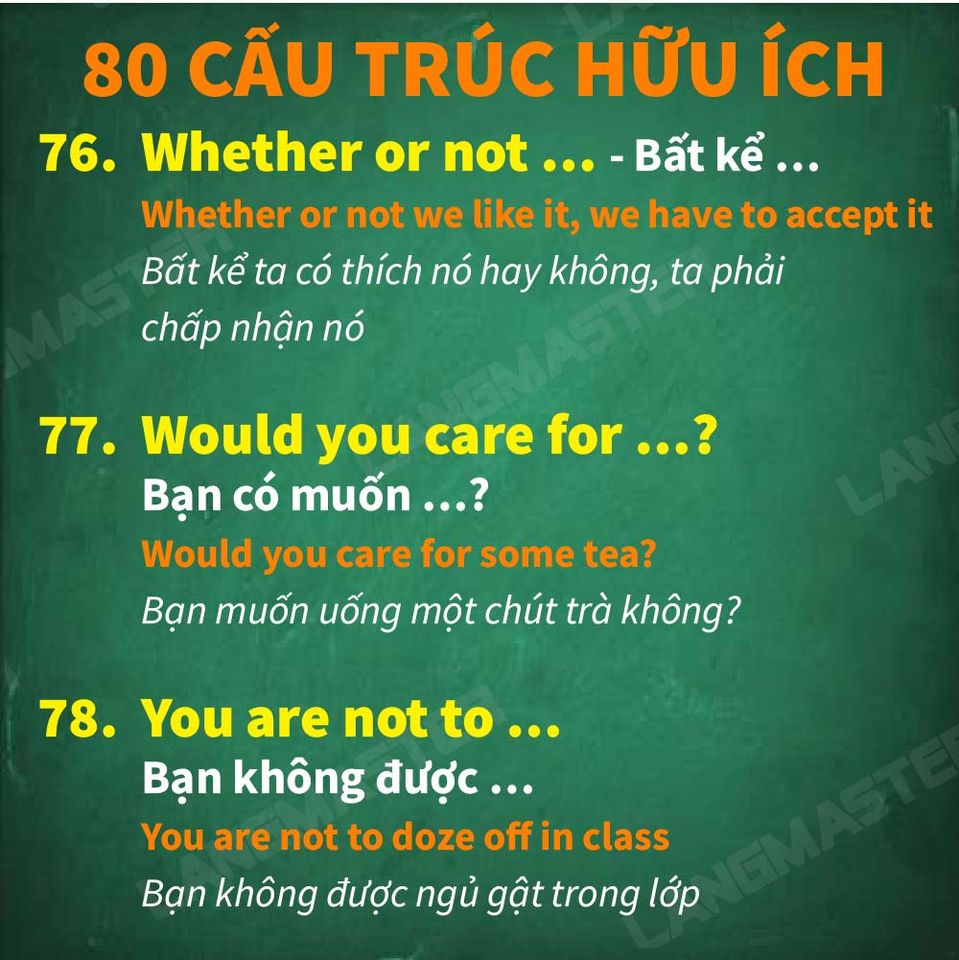 80 CẤU TRÚC HỮU ÍCH
76. Whether or not ... - Bất kể ...
Whether or not we like it, we have to accept it
Bất kể ta có thích nó hay không, ta phải
chấp nhận nó
77. Would you care for ...?
Bạn có muốn ...?
Would you care for some tea?
Bạn muốn uống một chút trà không?
78. You are not to ...
Bạn không được ...
You are not to doze off in class
Bạn không được ngủ gật trong lớp
LANGMASTER